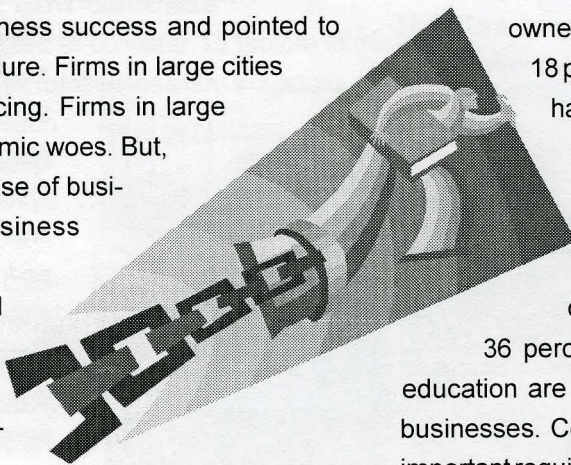 ness success and pointed to
ure. Firms in large cities
cing. Firms in large
mic woes. But,
se of busi-
siness
owne
18 p
ha
36 perc
education are
businesses. Co